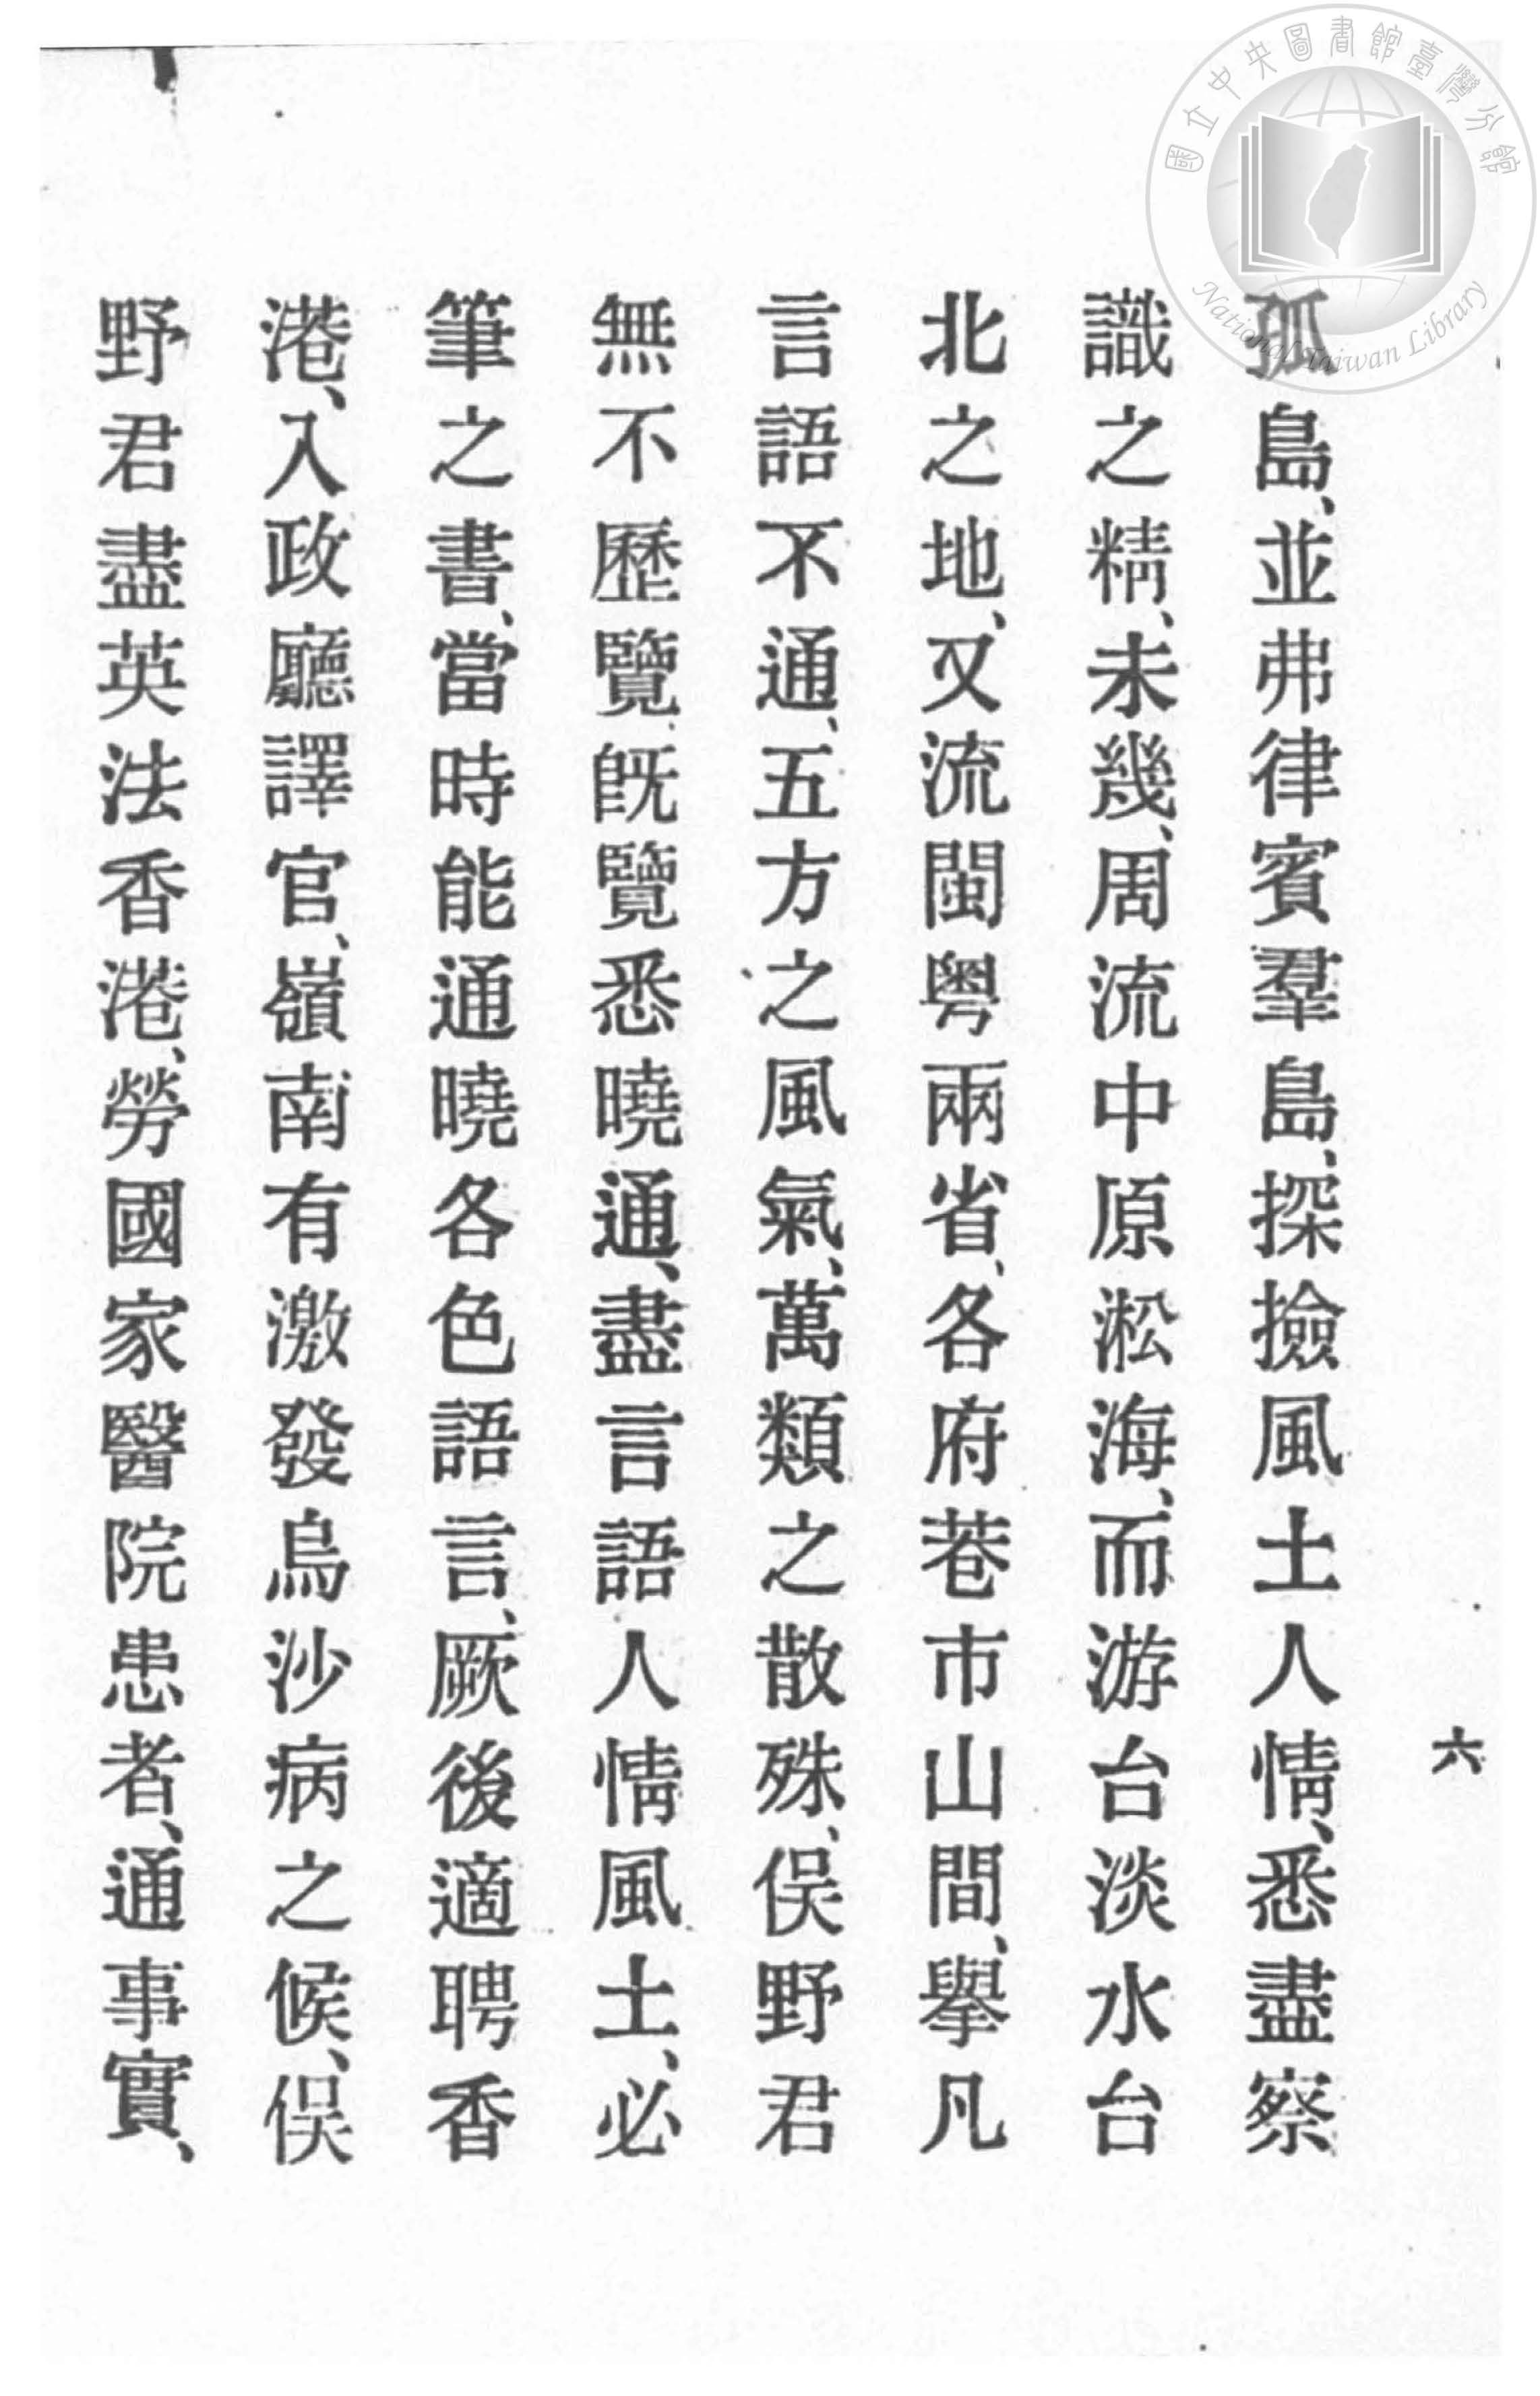 國立中央圖書館臺灣分館
National Taiwan Library
六
孤島、並弗律賓羣島、探撿風土人情、悉盡察
識之精、未幾、周流中原淞海、而游台淡水台
北之地、又流閩粤兩省、各府巷市山間、擧凡
言語不通、五方之風氣、萬類之散殊、俣野君
無不歷覽、既覽悉曉通、盡言語人情風土、必
筆之書、當時能通曉各色語言、厥後適聘香
港、入政廳譯官、嶺南有激發烏沙病之候、俣
野君盡英法香港、勞國家醫院患者、通事實、